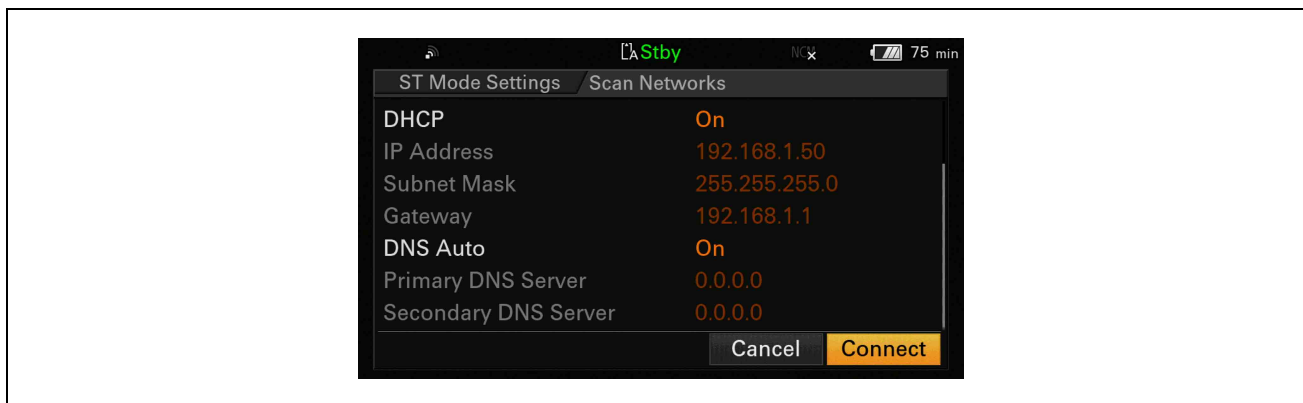 Stby NCM 75 min
ST Mode Settings Scan Networks
DHCP On
IP Address 192.168.1.50
Subnet Mask 255.255.255.0
Gateway 192.168.1.1
DNS Auto On
Primary DNS Server 0.0.0.0
Secondary DNS Server 0.0.0.0
Cancel Connect